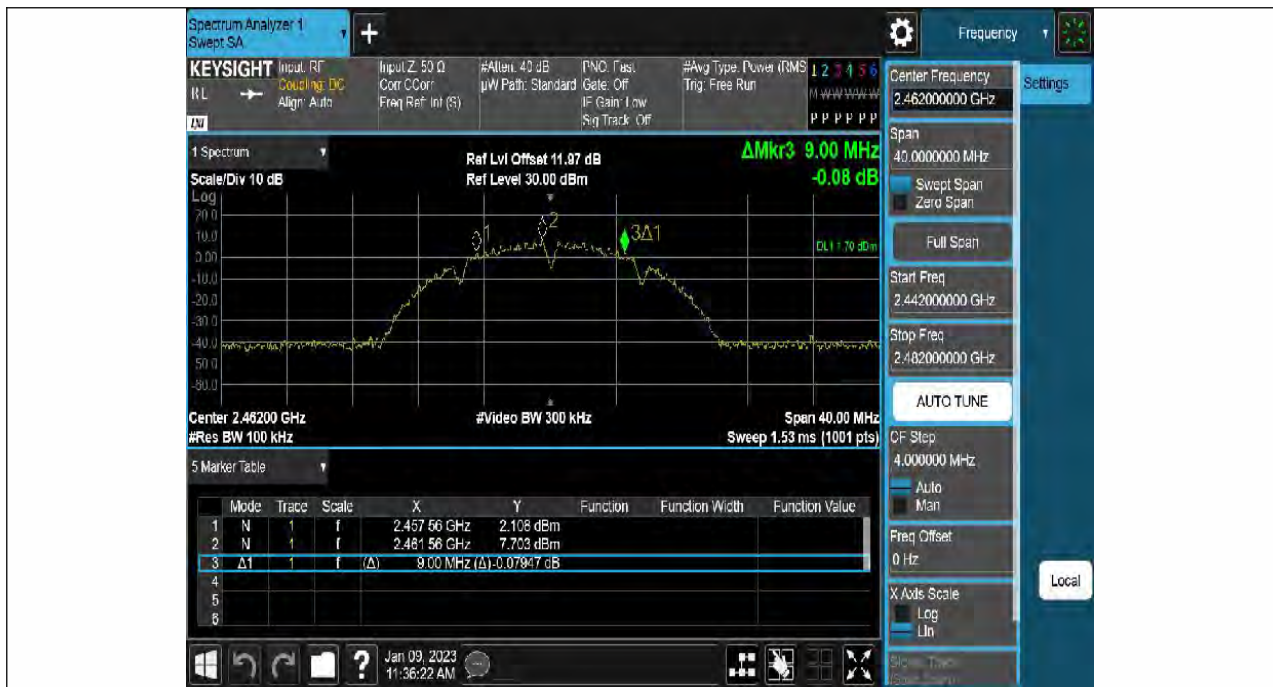 Spectrum Analyzer 1
Swept SA
+
Frequency
KEYSIGHT
RL
LXI
Input: RF
Coupling: DC
Align: Auto
Input Z: 50 Ω
Corr CCorr
Freq Ref: Int (S)
#Atten: 40 dB
µW Path: Standard
PNO: Fast
Gate: Off
IF Gain: Low
Sig Track: Off
#Avg Type: Power (RMS
Trig: Free Run
1 2 3 4 5 6
M W W W W W
P P P P P P
Center Frequency
2.462000000 GHz
Settings
Span
40.0000000 MHz
Swept Span
Zero Span
Full Span
Start Freq
2.442000000 GHz
Stop Freq
2.482000000 GHz
AUTO TUNE
CF Step
4.000000 MHz
Auto
Man
Freq Offset
0 Hz
X Axis Scale
Log
Lin
Local
1 Spectrum
Scale/Div 10 dB
Log
Ref Lvl Offset 11.97 dB
Ref Level 30.00 dBm
ΔMkr3 9.00 MHz
-0.08 dB
20.0
10.0
0.00
-10.0
-20.0
-30.0
-40.0
-50.0
-60.0
1
2
3Δ1
DL1 1.70 dBm
Center 2.46200 GHz
#Res BW 100 kHz
#Video BW 300 kHz
Span 40.00 MHz
Sweep 1.53 ms (1001 pts)
5 Marker Table
Mode Trace Scale X Y Function Function Width Function Value
1 N 1 f 2.457 56 GHz 2.108 dBm
2 N 1 f 2.461 56 GHz 7.703 dBm
3 Δ1 1 f (Δ) 9.00 MHz (Δ) -0.07947 dB
4
5
6
?
Jan 09, 2023
11:36:22 AM